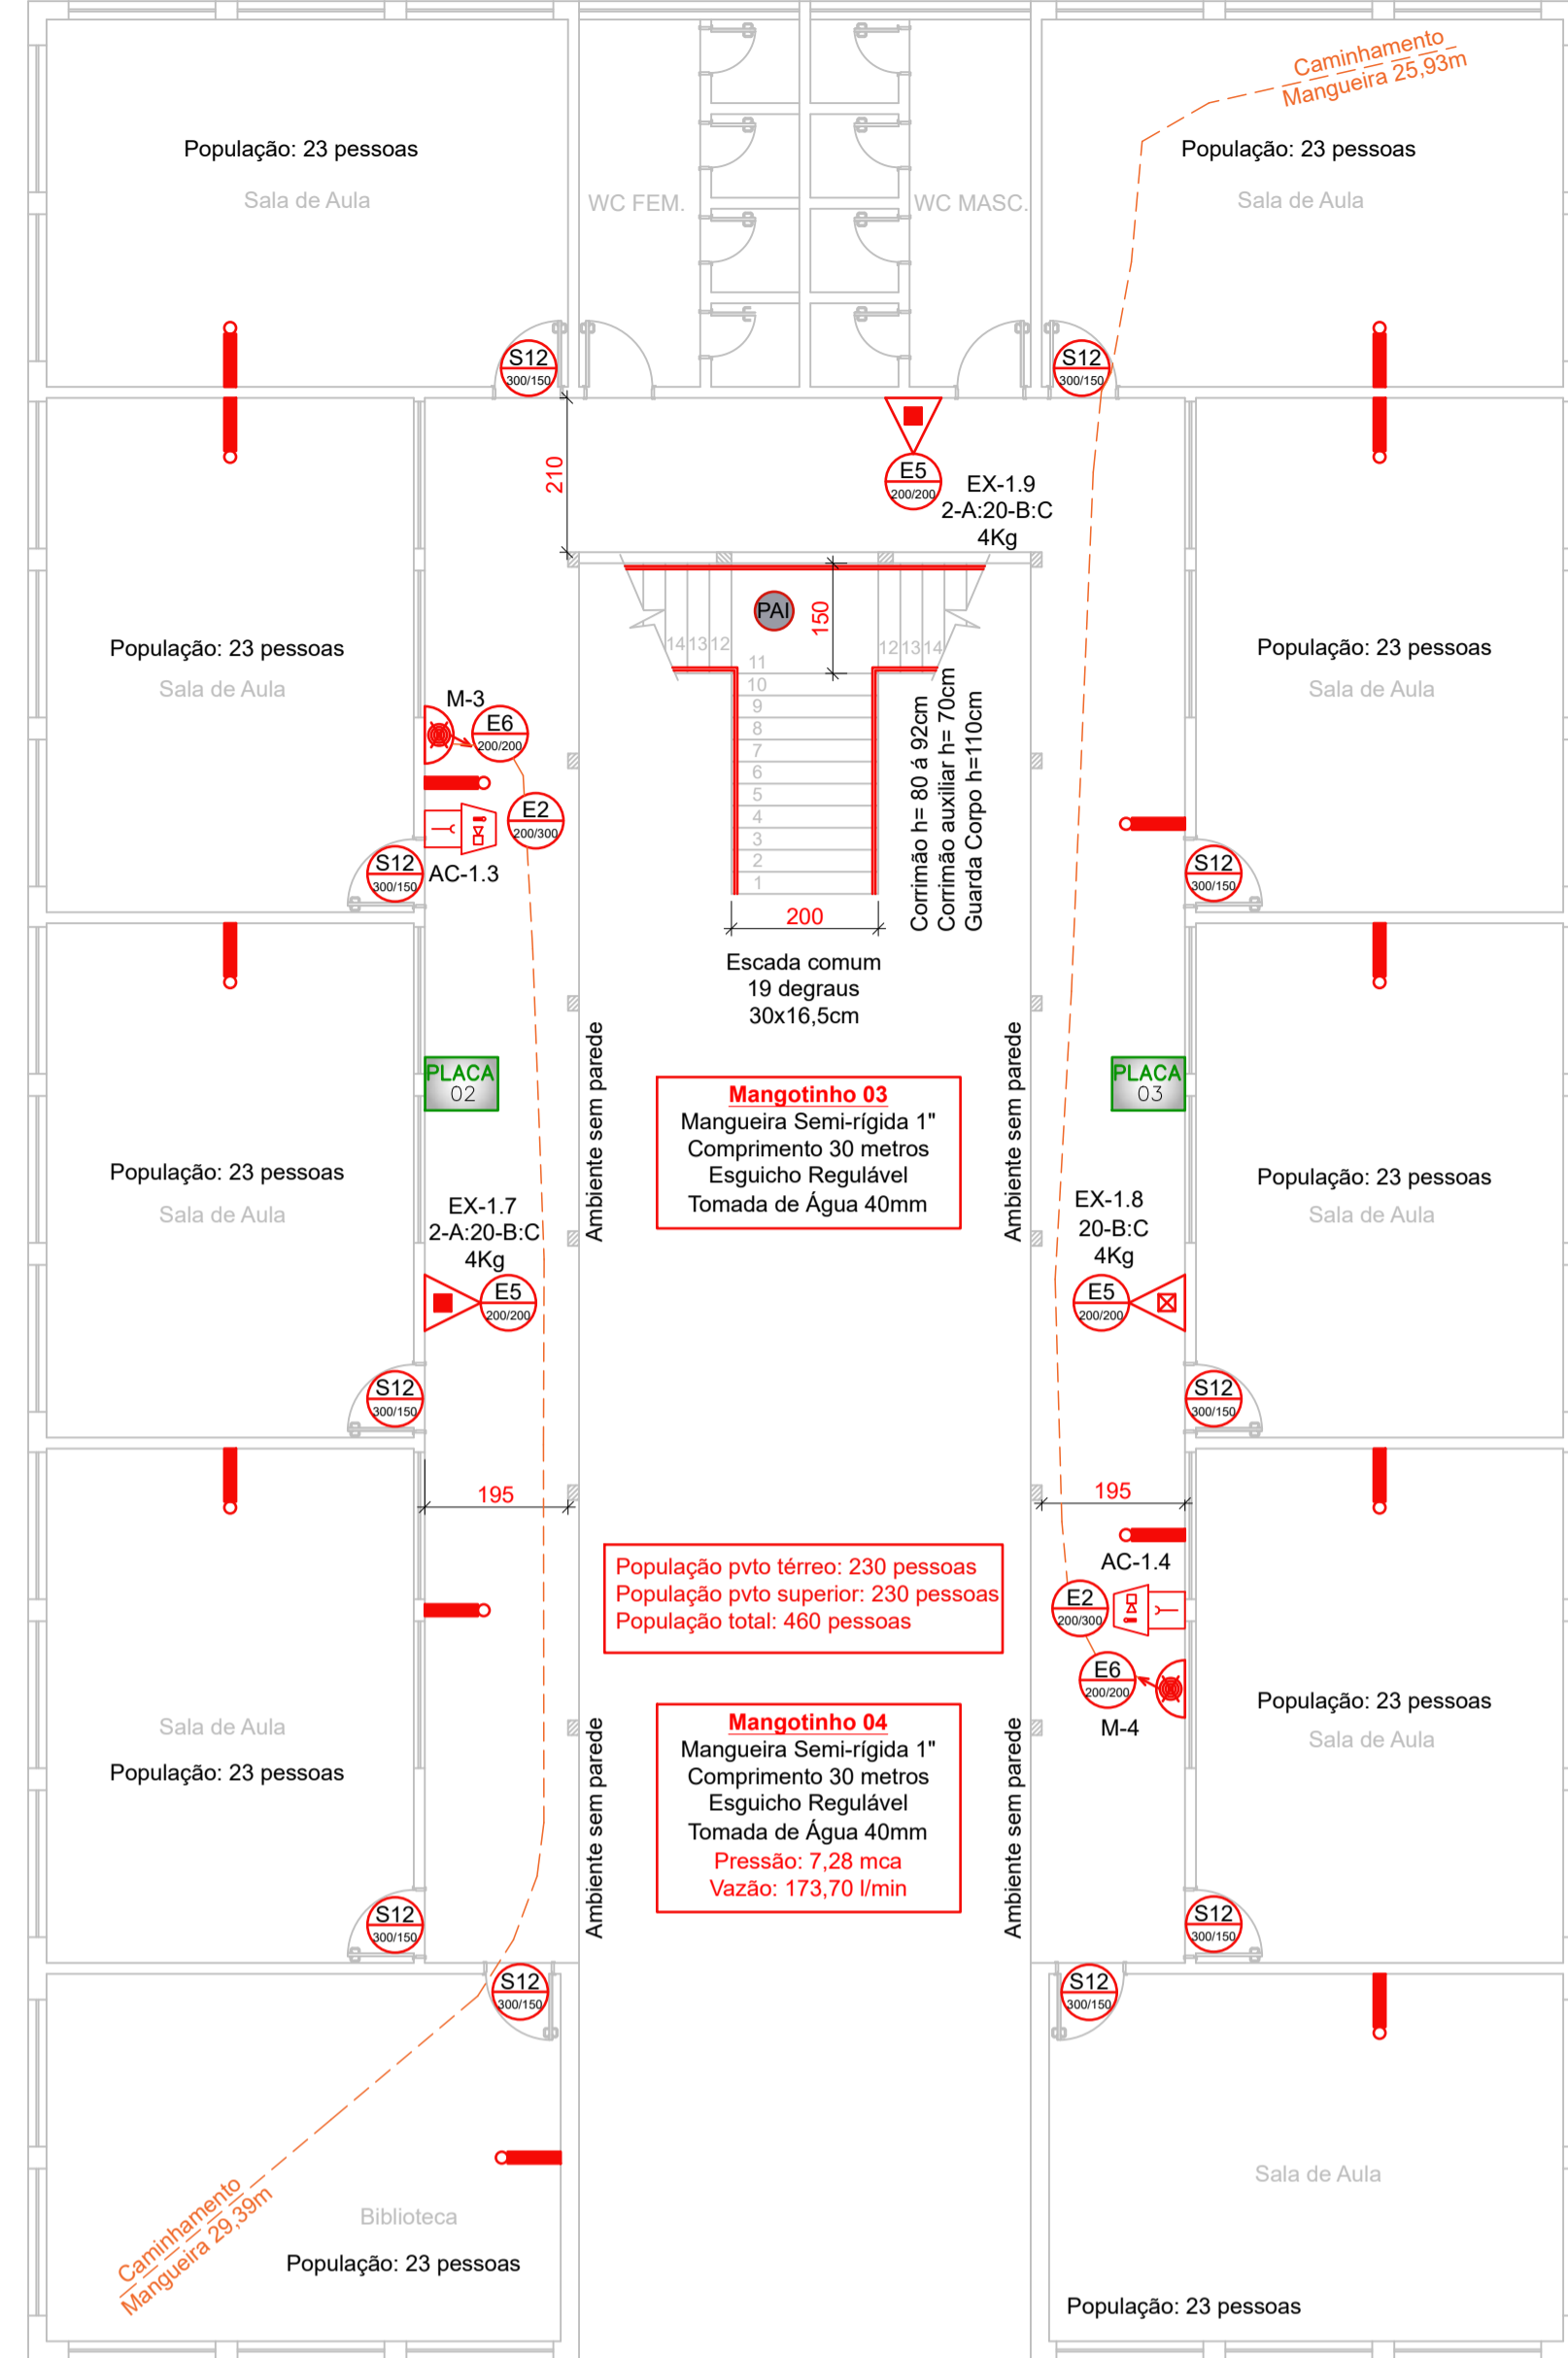 Caminhamento
Mangueira 25,93m
População: 23 pessoas
Sala de Aula
WC FEM.
WC MASC.
População: 23 pessoas
Sala de Aula
S12
300/150
S12
300/150
210
E5
200/200
EX-1.9
2-A:20-B:C
4Kg
PAI
150
14 13 12
12 13 14
11
10
9
8
7
6
5
4
3
2
1
200
Corrimão h= 80 á 92cm
Corrimão auxiliar h= 70cm
Guarda Corpo h=110cm
Escada comum
19 degraus
30x16,5cm
População: 23 pessoas
Sala de Aula
População: 23 pessoas
Sala de Aula
M-3
E6
200/200
E2
200/300
AC-1.3
S12
300/150
S12
300/150
Ambiente sem parede
Ambiente sem parede
PLACA
02
PLACA
03
Mangotinho 03
Mangueira Semi-rígida 1"
Comprimento 30 metros
Esguicho Regulável
Tomada de Água 40mm
População: 23 pessoas
Sala de Aula
População: 23 pessoas
Sala de Aula
EX-1.7
2-A:20-B:C
4Kg
E5
200/200
EX-1.8
20-B:C
4Kg
E5
200/200
S12
300/150
S12
300/150
195
195
População pvto térreo: 230 pessoas
População pvto superior: 230 pessoas
População total: 460 pessoas
AC-1.4
E2
200/300
E6
200/200
M-4
Sala de Aula
População: 23 pessoas
População: 23 pessoas
Sala de Aula
Ambiente sem parede
Ambiente sem parede
Mangotinho 04
Mangueira Semi-rígida 1"
Comprimento 30 metros
Esguicho Regulável
Tomada de Água 40mm
Pressão: 7,28 mca
Vazão: 173,70 l/min
S12
300/150
S12
300/150
S12
300/150
S12
300/150
Caminhamento
Mangueira 29,39m
Biblioteca
População: 23 pessoas
Sala de Aula
População: 23 pessoas